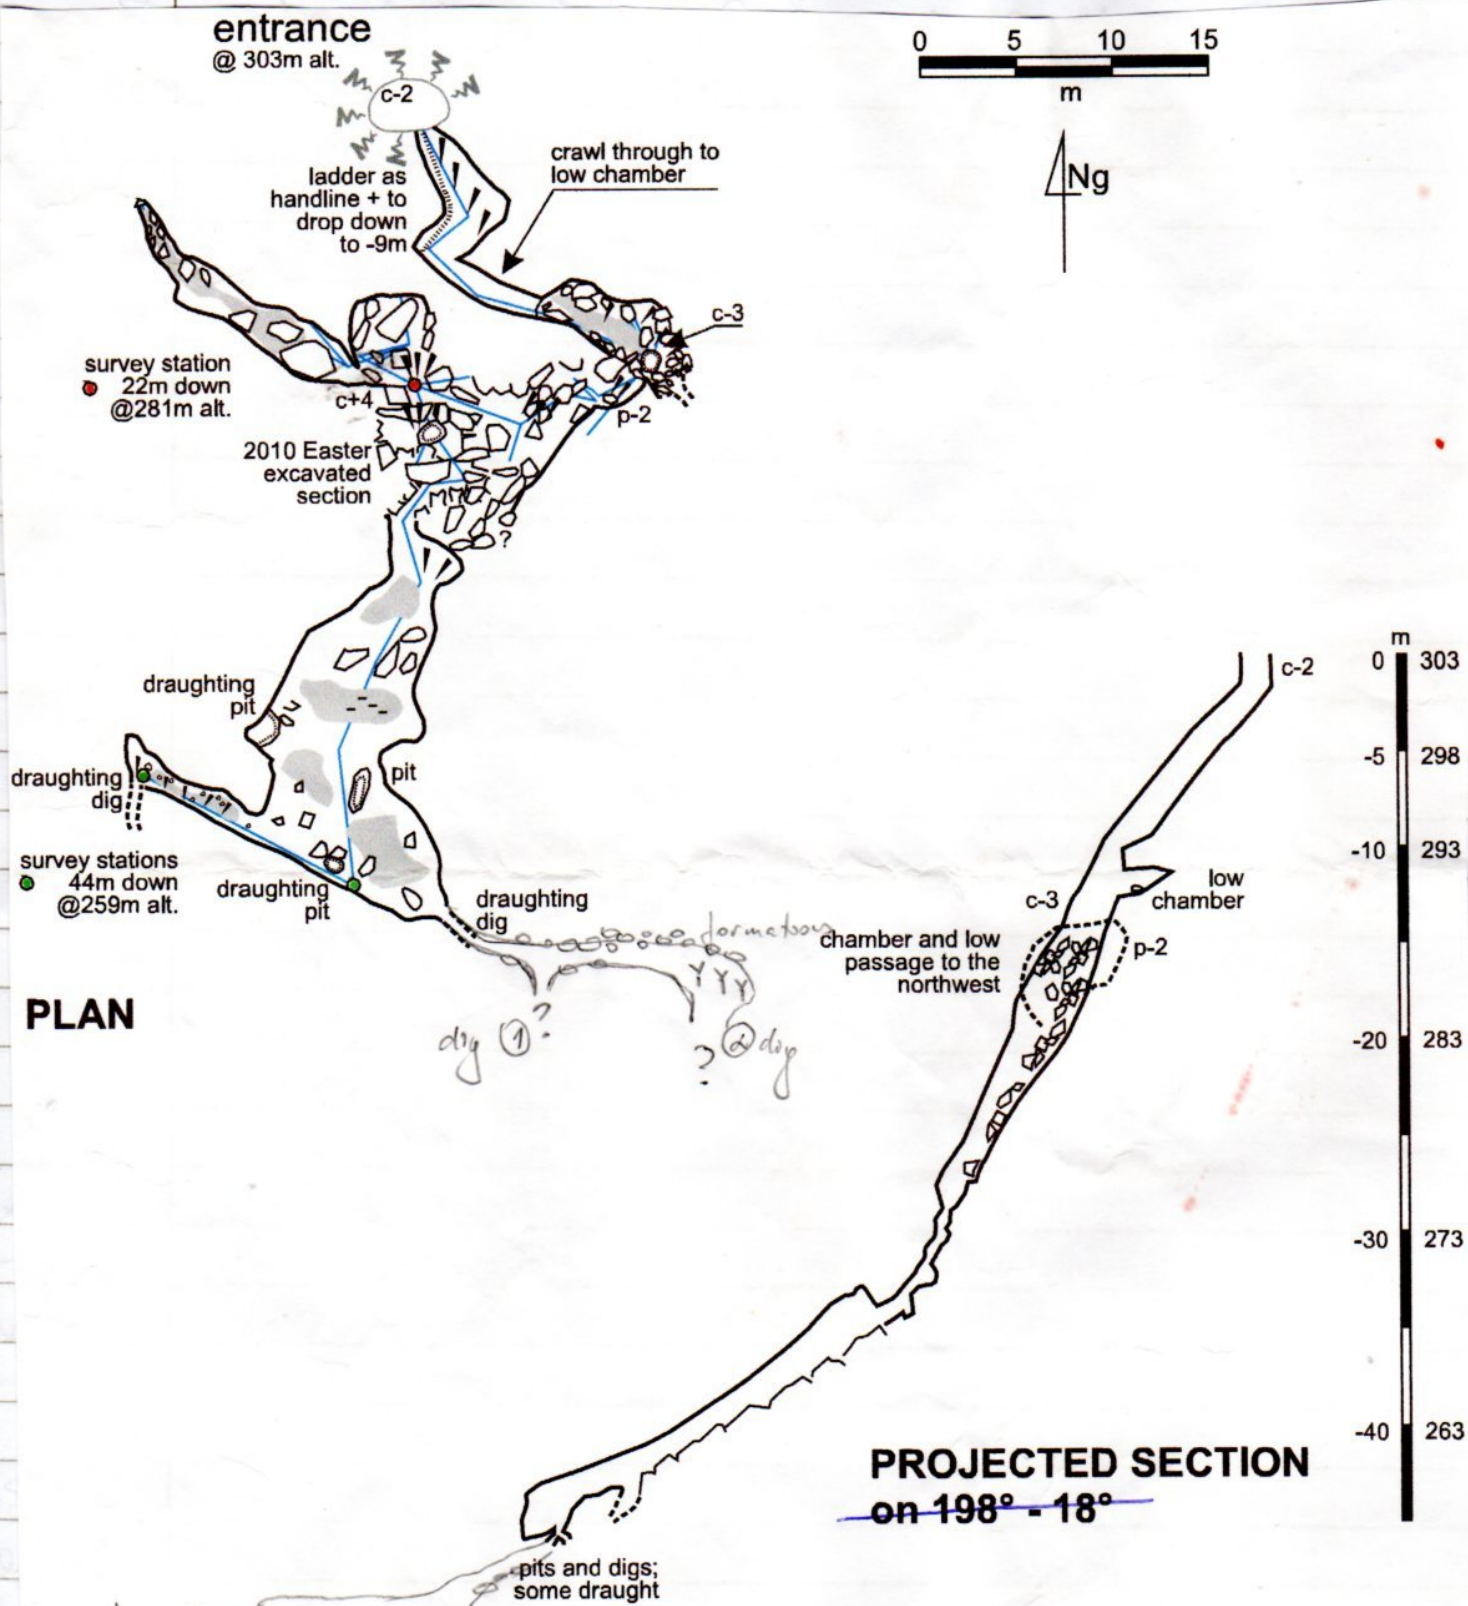 entrance
@ 303m alt.
c-2
0 5 10 15
m
Ng
ladder as
handline + to
drop down
to -9m
crawl through to
low chamber
c-3
survey station
22m down
@281m alt.
c+4
p-2
2010 Easter
excavated
section
?
draughting
pit
draughting
dig
pit
survey stations
44m down
@259m alt.
draughting
pit
draughting
dig
formations
dig 1 ?
? 2 dig
PLAN
m
0 303
c-2
-5 298
-10 293
low
chamber
c-3
chamber and low
passage to the
northwest
p-2
-20 283
-30 273
-40 263
PROJECTED SECTION
on 198° - 18°
pits and digs;
some draught